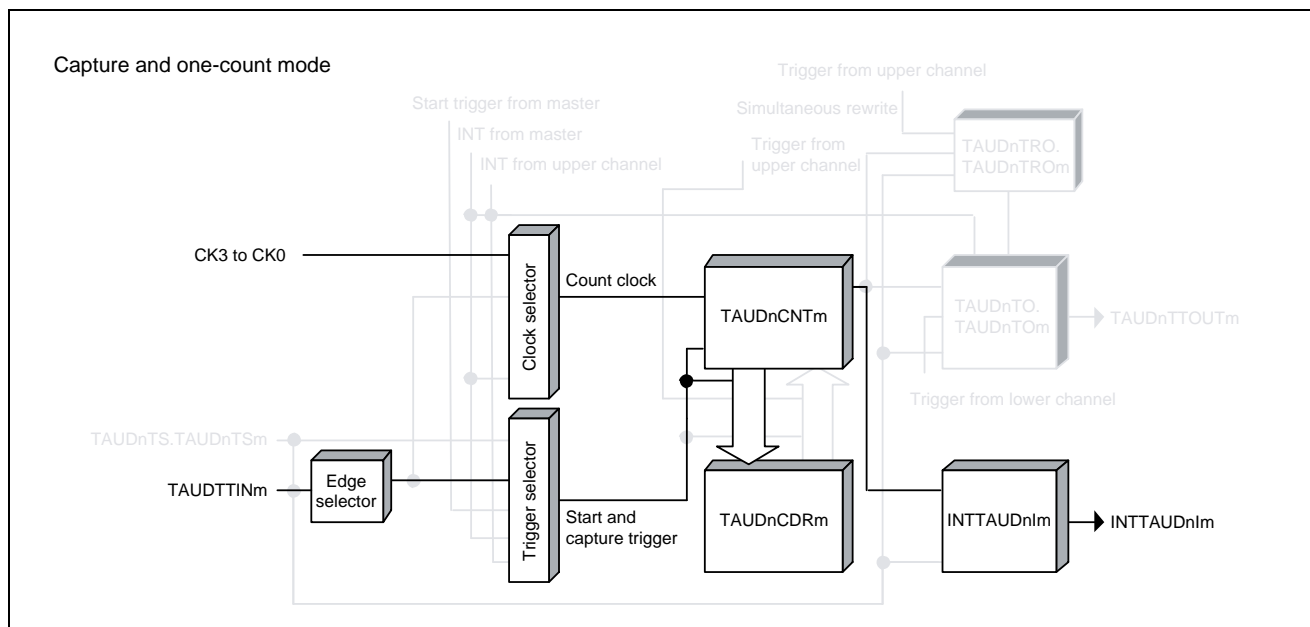 Capture and one-count mode
Trigger from upper channel
Start trigger from master
Simultaneous rewrite
INT from master
Trigger from
upper channel
INT from upper channel
TAUDnTRO.
TAUDnTROm
CK3 to CK0
Clock selector
Count clock
TAUDnCNTm
TAUDnTO.
TAUDnTOm
TAUDnTTOUTm
Trigger from lower channel
TAUDnTS.TAUDnTSm
TAUDTTINm
Edge
selector
Trigger selector
Start and
capture trigger
TAUDnCDRm
INTTAUDnIm
INTTAUDnIm